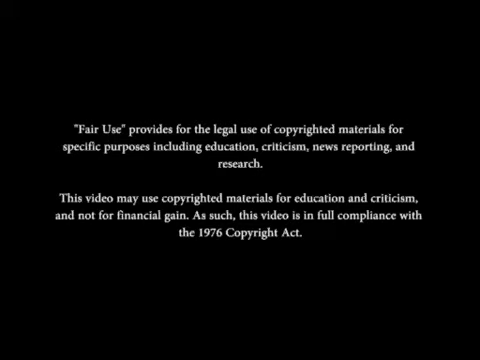 "Fair Use" provides for the legal use of copyrighted materials for
specific purposes including education, criticism, news reporting, and
research.
This video may use copyrighted materials for education and criticism,
and not for financial gain. As such, this video is in full compliance with
the 1976 Copyright Act.